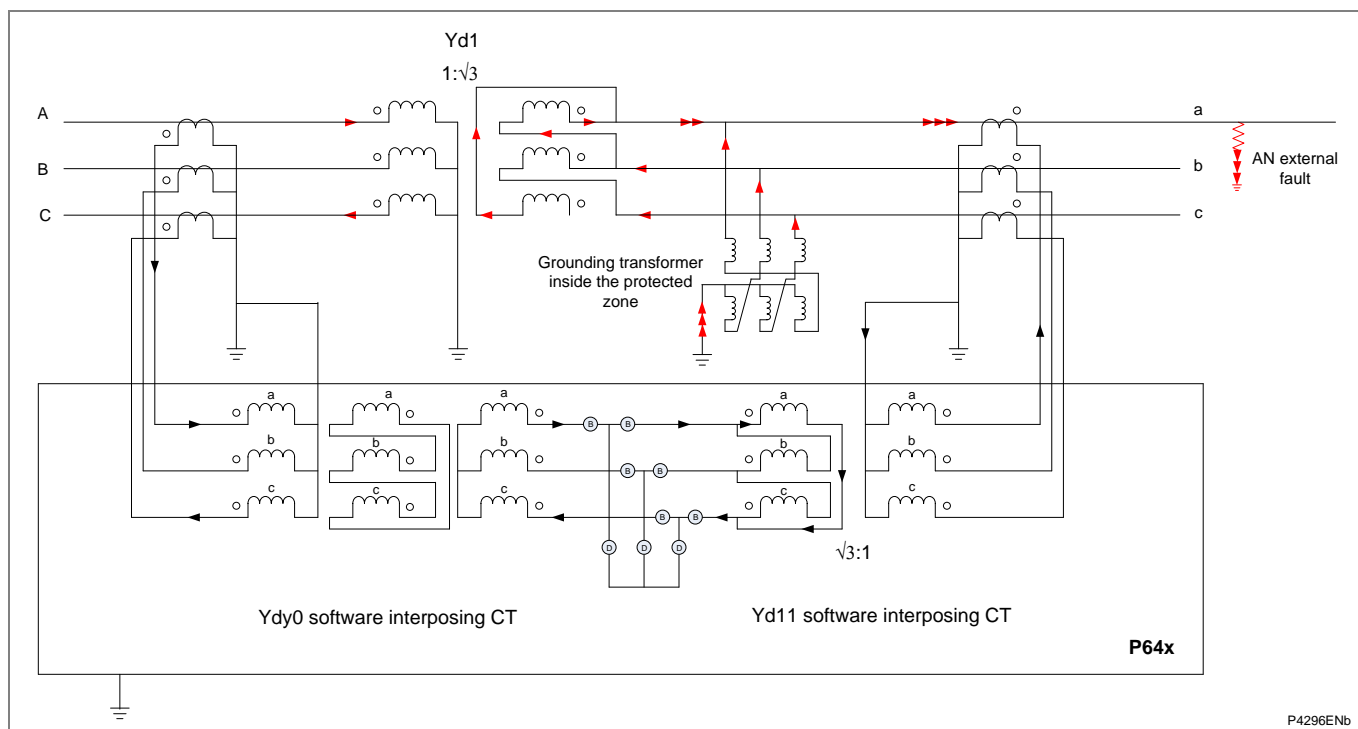 Yd1
1:√3
A
B
C
a
b
c
AN external
fault
Grounding transformer
inside the protected
zone
a
b
c
a
b
c
a
b
c
B
B
B
B
B
B
D
D
D
a
b
c
√3:1
a
b
c
Ydy0 software interposing CT
Yd11 software interposing CT
P64x
P4296ENb